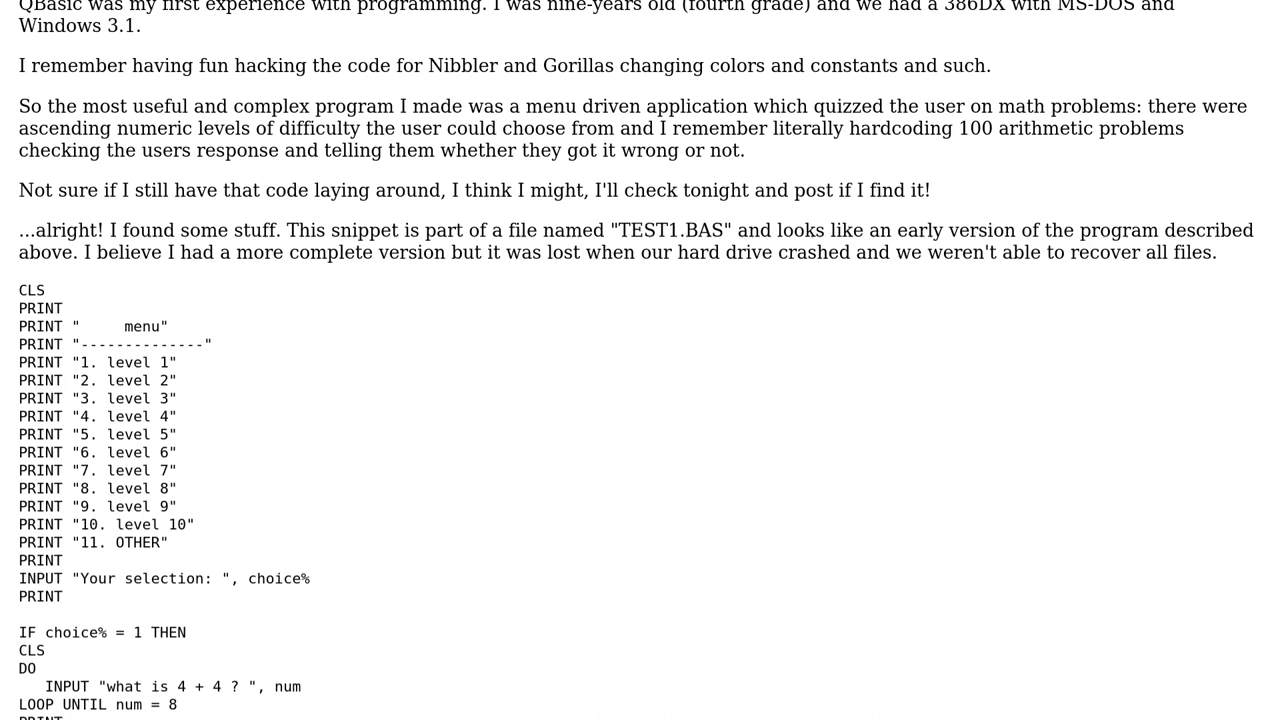 QBasic was my first experience with programming. I was nine-years old (fourth grade) and we had a 386DX with MS-DOS and
Windows 3.1.
I remember having fun hacking the code for Nibbler and Gorillas changing colors and constants and such.
So the most useful and complex program I made was a menu driven application which quizzed the user on math problems: there were
ascending numeric levels of difficulty the user could choose from and I remember literally hardcoding 100 arithmetic problems
checking the users response and telling them whether they got it wrong or not.
Not sure if I still have that code laying around, I think I might, I'll check tonight and post if I find it!
...alright! I found some stuff. This snippet is part of a file named "TEST1.BAS" and looks like an early version of the program described
above. I believe I had a more complete version but it was lost when our hard drive crashed and we weren't able to recover all files.
CLS
PRINT
PRINT "     menu"
PRINT "--------------"
PRINT "1. level 1"
PRINT "2. level 2"
PRINT "3. level 3"
PRINT "4. level 4"
PRINT "5. level 5"
PRINT "6. level 6"
PRINT "7. level 7"
PRINT "8. level 8"
PRINT "9. level 9"
PRINT "10. level 10"
PRINT "11. OTHER"
PRINT
INPUT "Your selection: ", choice%
PRINT
IF choice% = 1 THEN
CLS
DO
   INPUT "what is 4 + 4 ? ", num
LOOP UNTIL num = 8
PRINT